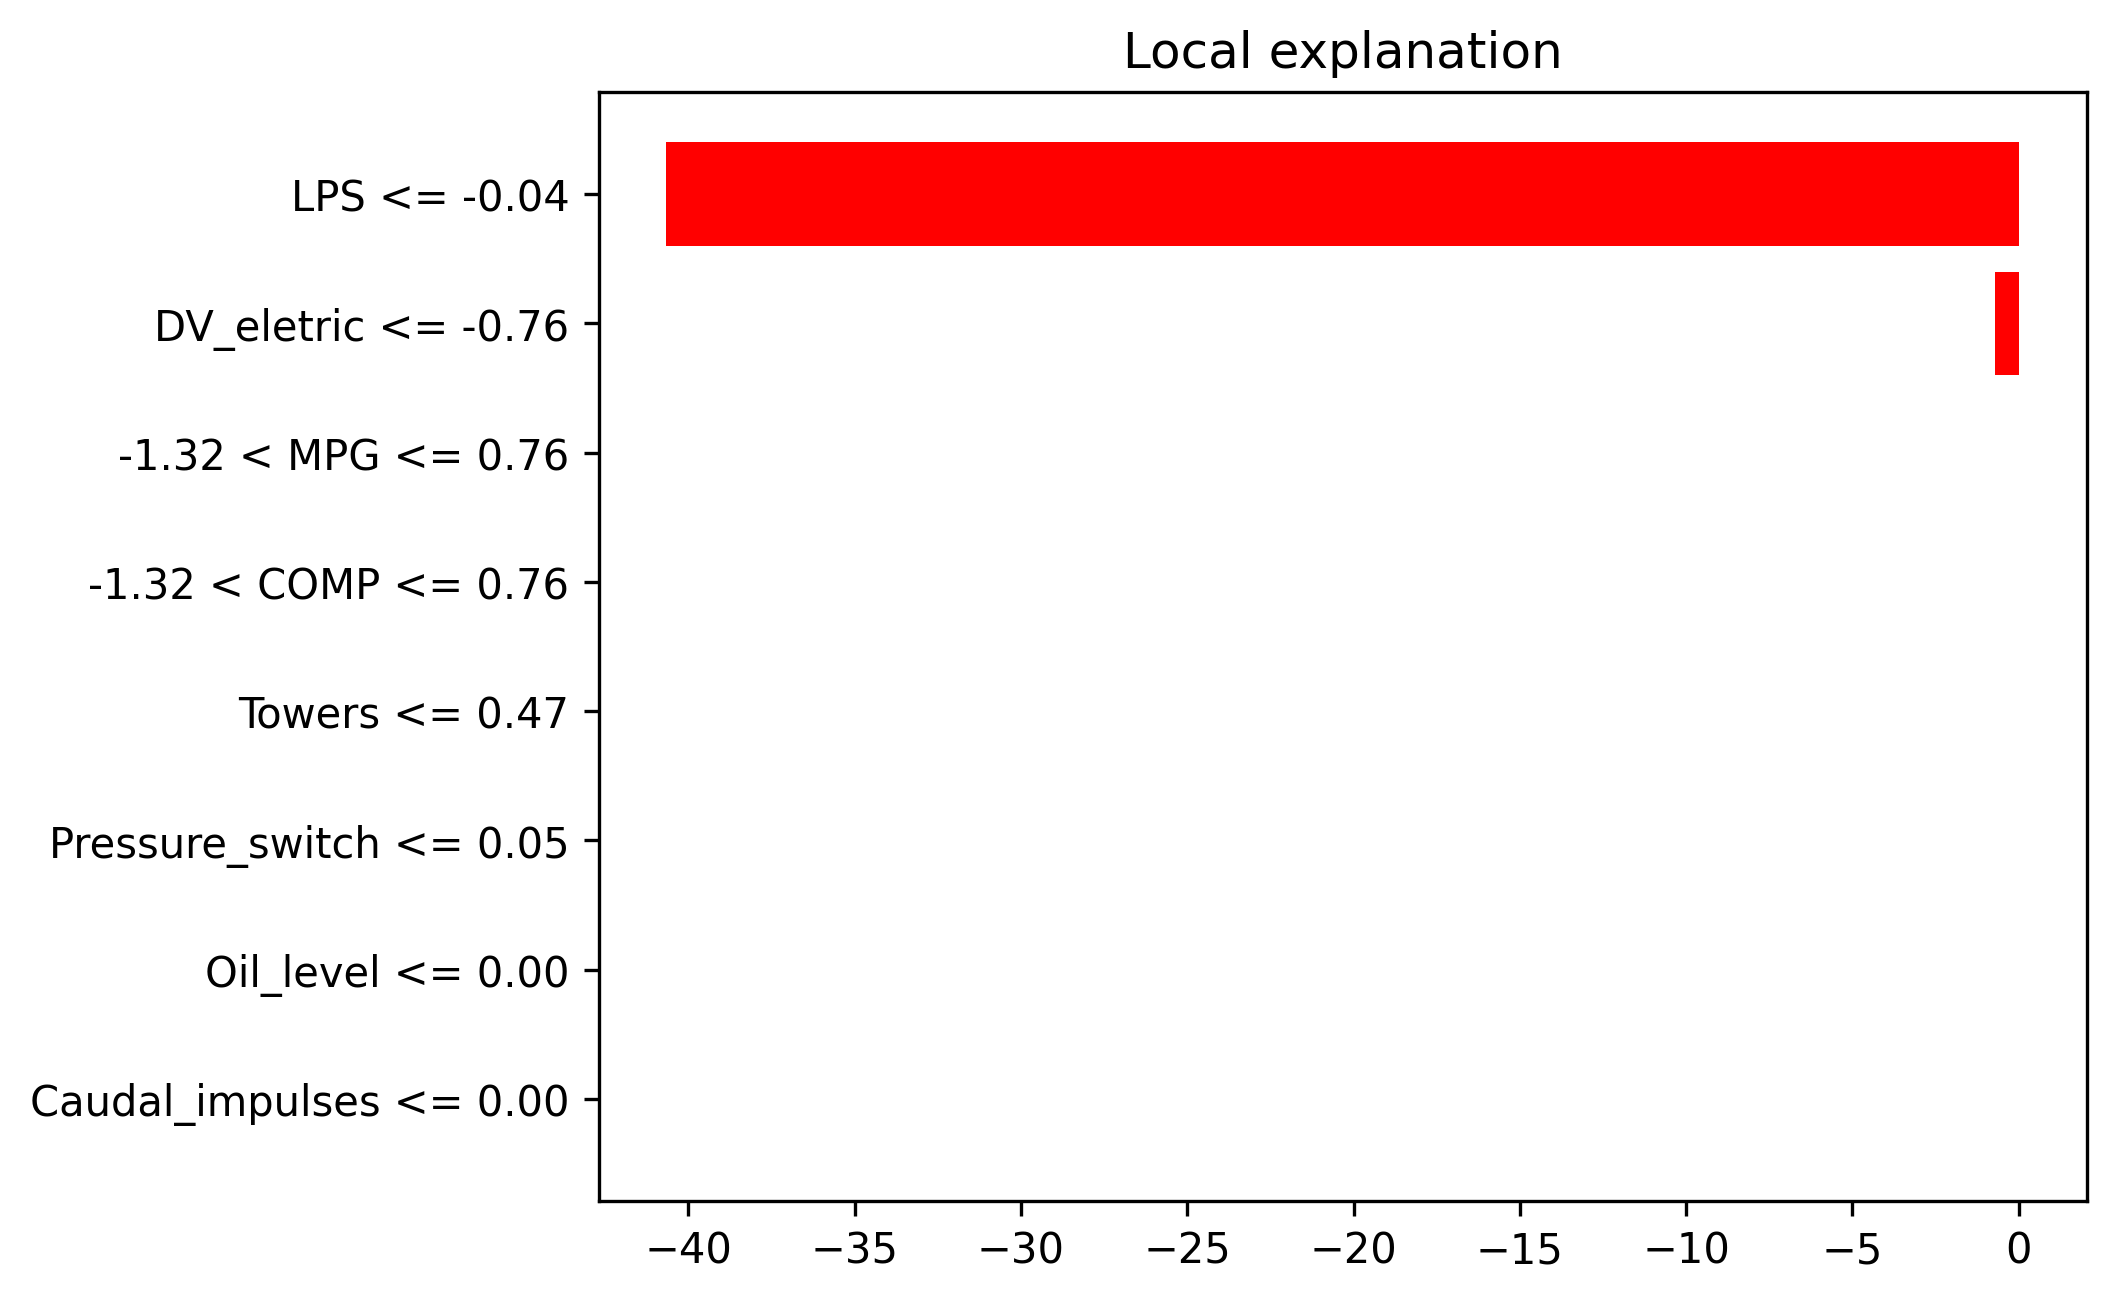 Local explanation
LPS <= -0.04
DV_eletric <= -0.76
-1.32 < MPG <= 0.76
-1.32 < COMP <= 0.76
Towers <= 0.47
Pressure_switch <= 0.05
Oil_level <= 0.00
Caudal_impulses <= 0.00
−40 −35 −30 −25 −20 −15 −10 −5 0